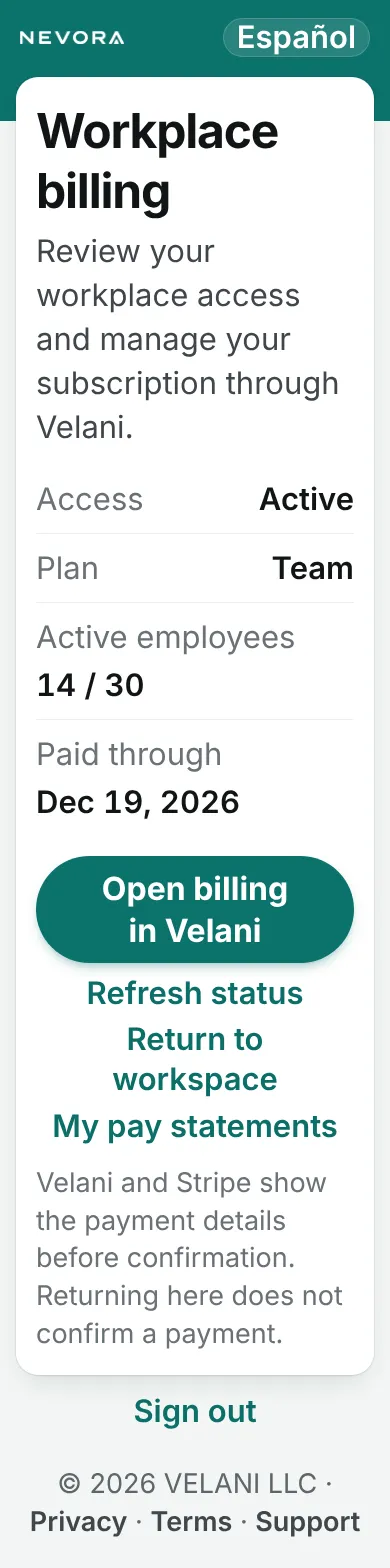 NEVORA
Español
Workplace
billing
Review your
workplace access
and manage your
subscription through
Velani.
Access
Active
Plan
Team
Active employees
14 / 30
Paid through
Dec 19, 2026
Open billing
in Velani
Refresh status
Return to
workspace
My pay statements
Velani and Stripe show
the payment details
before confirmation.
Returning here does not
confirm a payment.
Sign out
© 2026 VELANI LLC ·
Privacy · Terms · Support